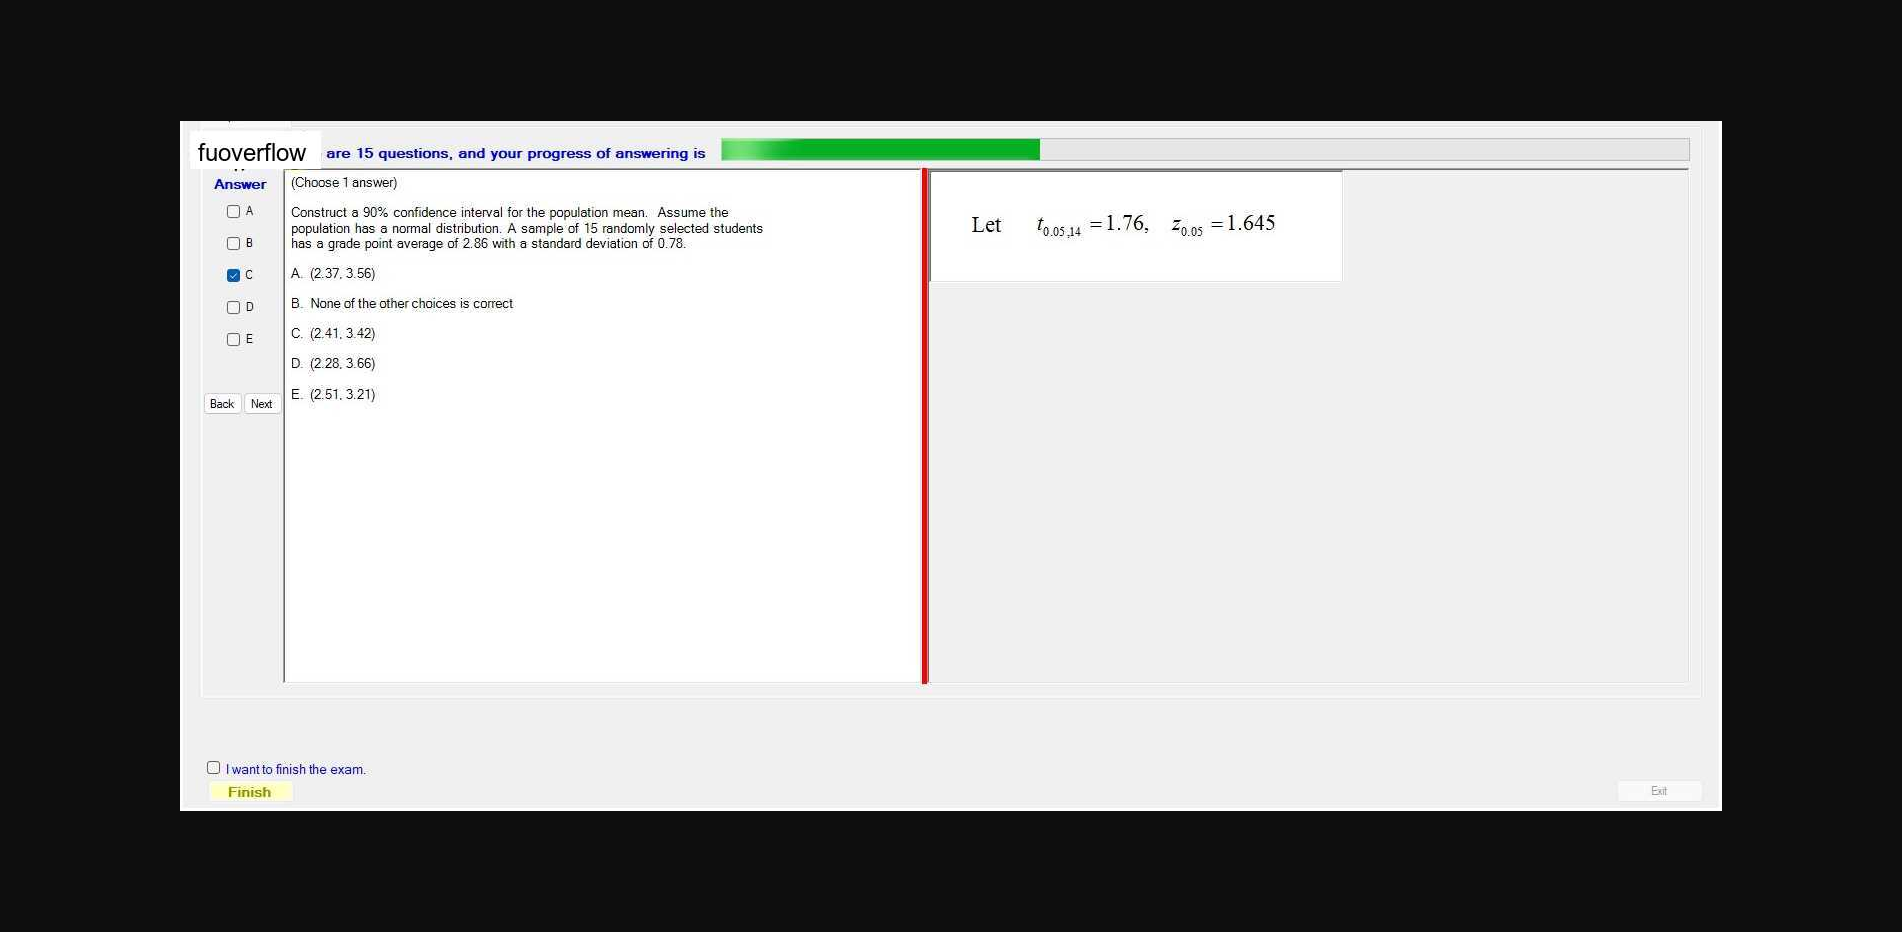 fuoverflow are 15 questions, and your progress of answering is
Answer
(Choose 1 answer)
A
B
C
D
E
Back Next
Construct a 90% confidence interval for the population mean. Assume the
population has a normal distribution. A sample of 15 randomly selected students
has a grade point average of 2.86 with a standard deviation of 0.78.
A. (2.37, 3.56)
B. None of the other choices is correct
C. (2.41, 3.42)
D. (2.28, 3.66)
E. (2.51, 3.21)
Let t0.05,14 = 1.76, z0.05 = 1.645
I want to finish the exam.
Finish
Exit